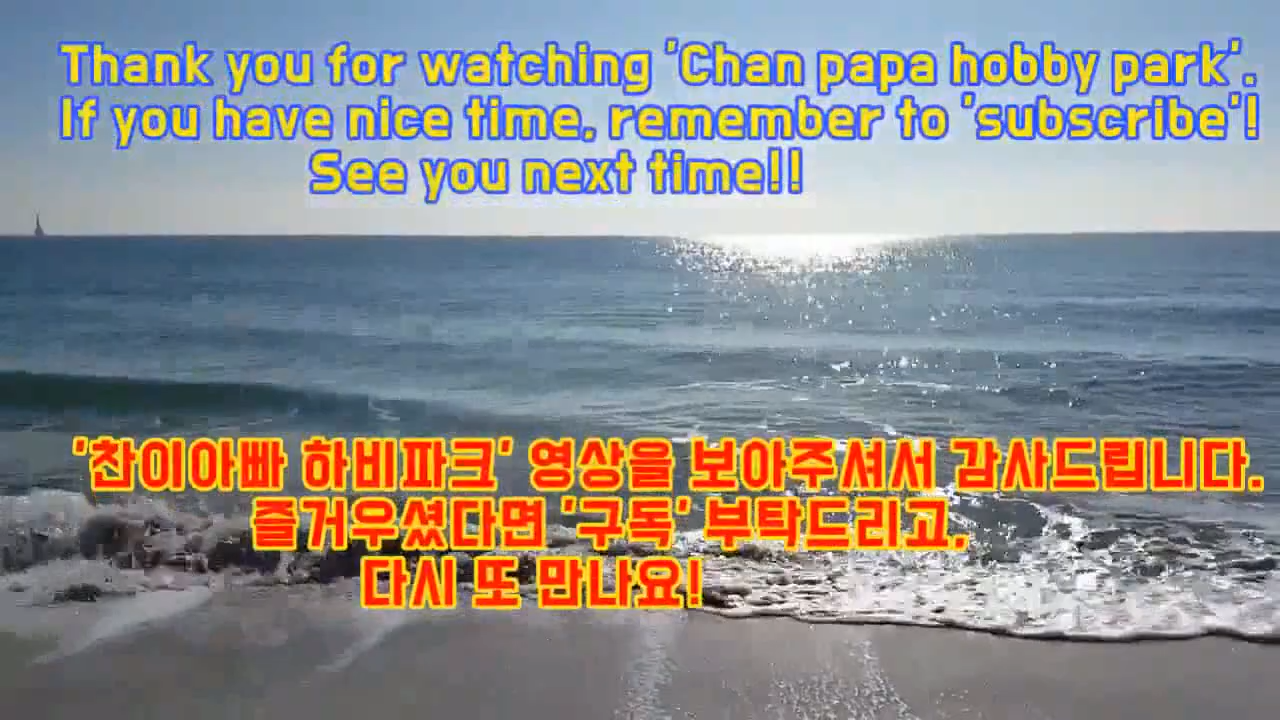 Thank you for watching 'Chan papa hobby park'.
If you have nice time, remember to 'subscribe'!
See you next time!!
'찬이아빠 하비파크' 영상을 보아주셔서 감사드립니다.
즐거우셨다면 '구독' 부탁드리고,
다시 또 만나요!